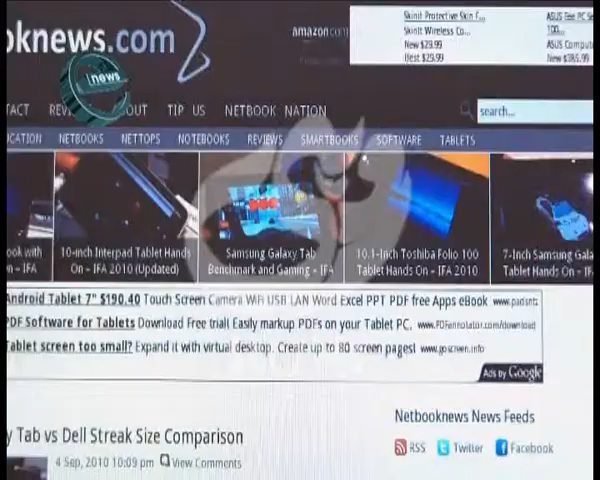 oknews.com
news
amazon.com
Skinit Protective Skin f...
Skinit Wireless Co...
New $29.99
Best $29.99
ASUS Eee PC Se
100...
ASUS Comput
New $365.99
TACT REV OUT TIP US NETBOOK NATION
search...
ICATION NETBOOKS NETTOPS NOTEBOOKS REVIEWS SMARTBOOKS SOFTWARE TABLETS
ook with
n – IFA
10-inch Interpad Tablet Hands
On – IFA 2010 (Updated)
Samsung Galaxy Tab
Benchmark and Gaming – IFA
10.1-Inch Toshiba Folio 100
Tablet Hands On – IFA 2010
7-Inch Samsung Gala
Tablet Hands On – IF
Android Tablet 7" $190.40 Touch Screen Camera WiFi USB LAN Word Excel PPT PDF free Apps eBook
PDF Software for Tablets Download Free trial! Easily markup PDFs on your Tablet PC. www.PDFannotator.com/download
Tablet screen too small? Expand it with virtual desktop. Create up to 80 screen pages! www.goscreen.info
Ads by Google
Netbooknews News Feeds
y Tab vs Dell Streak Size Comparison
RSS Twitter Facebook
4 Sep, 2010 10:09 pm View Comments